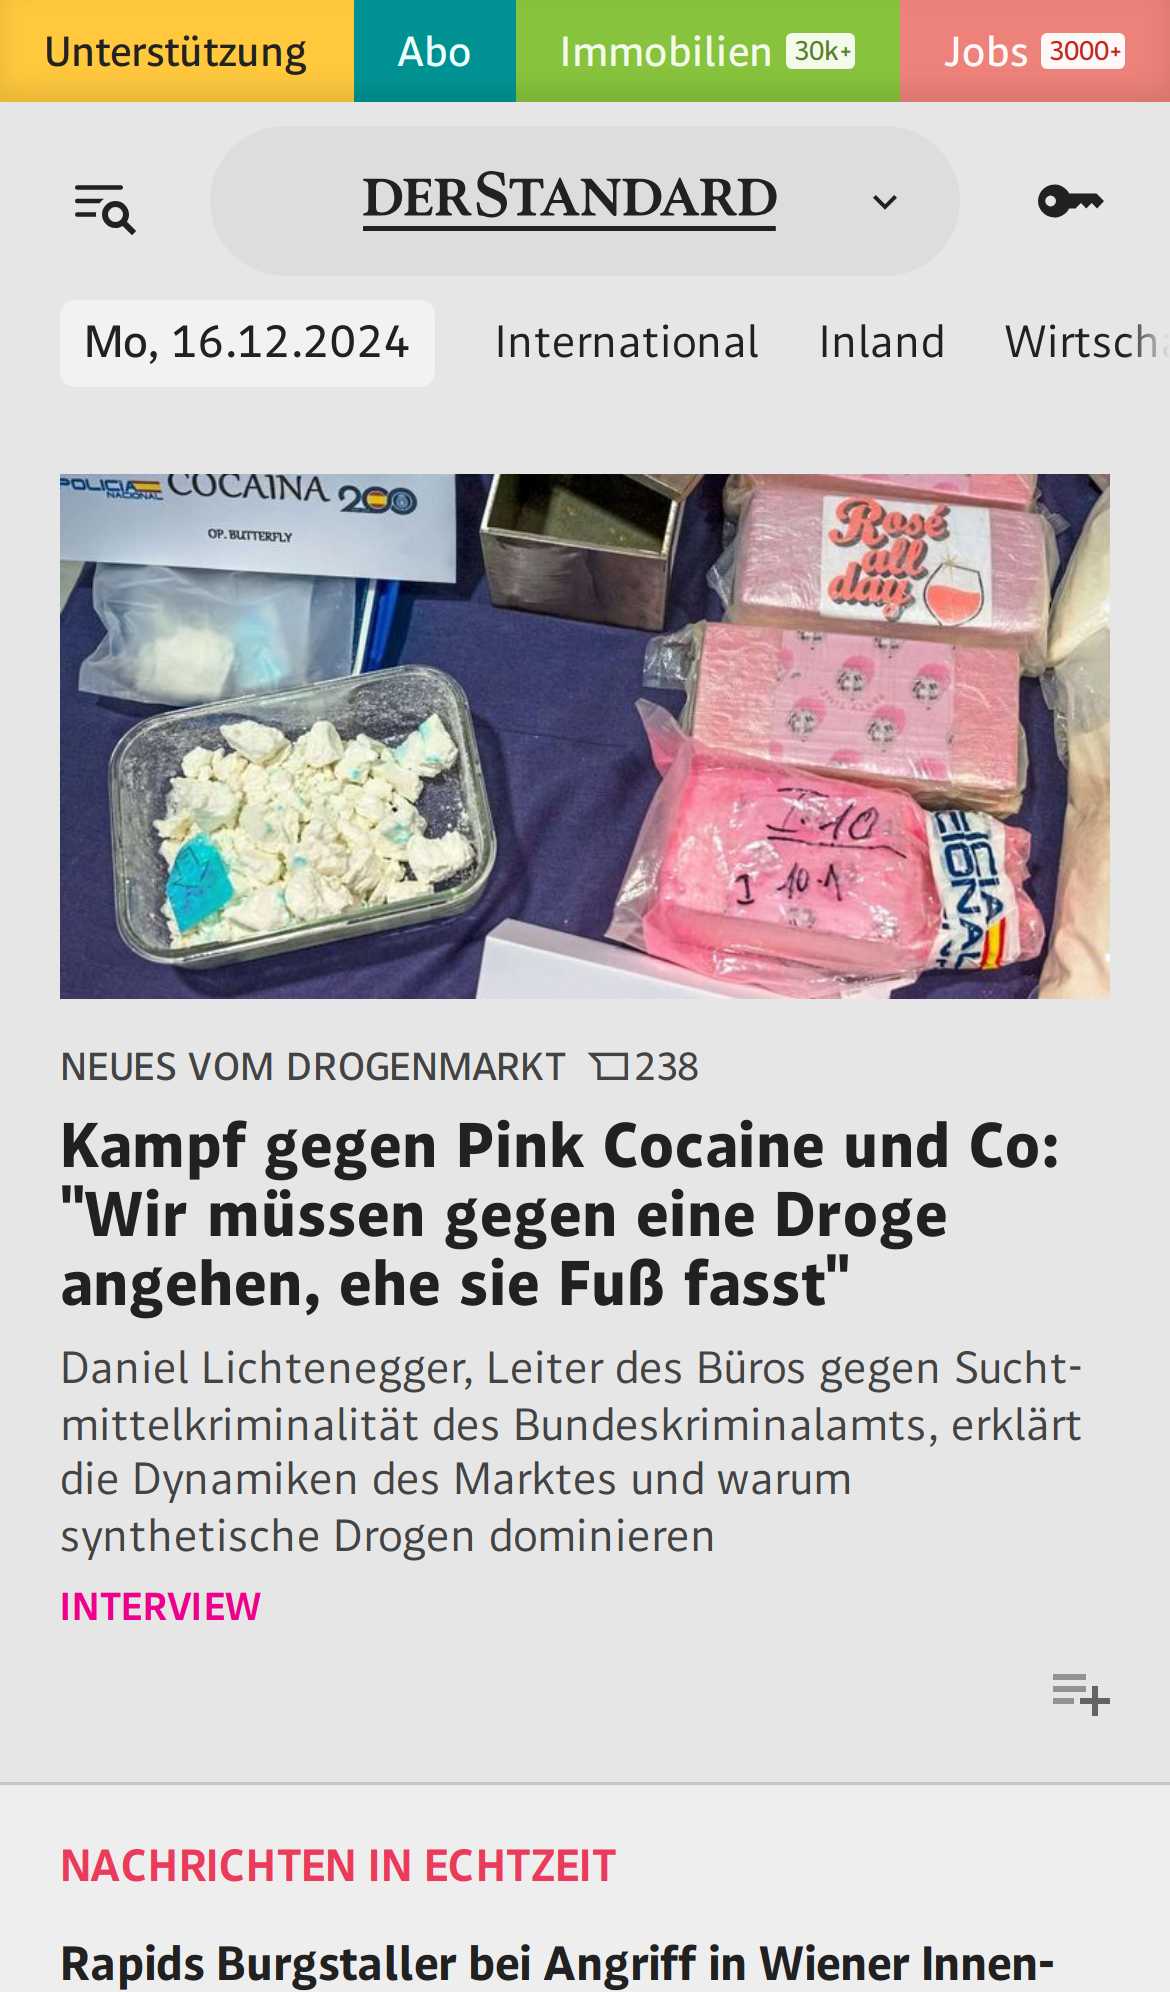 Unterstützung
Abo
Immobilien 30k+
Jobs 3000+
DERSTANDARD
Mo, 16.12.2024
International
Inland
Wirtscha
POLICIA
NACIONAL
COCAINA
200
OP. BUTTERFLY
Rosé
all
day
I-10
I 10-1
NEUES VOM DROGENMARKT 238
Kampf gegen Pink Cocaine und Co:
"Wir müssen gegen eine Droge
angehen, ehe sie Fuß fasst"
Daniel Lichtenegger, Leiter des Büros gegen Sucht-
mittelkriminalität des Bundeskriminalamts, erklärt
die Dynamiken des Marktes und warum
synthetische Drogen dominieren
INTERVIEW
NACHRICHTEN IN ECHTZEIT
Rapids Burgstaller bei Angriff in Wiener Innen-